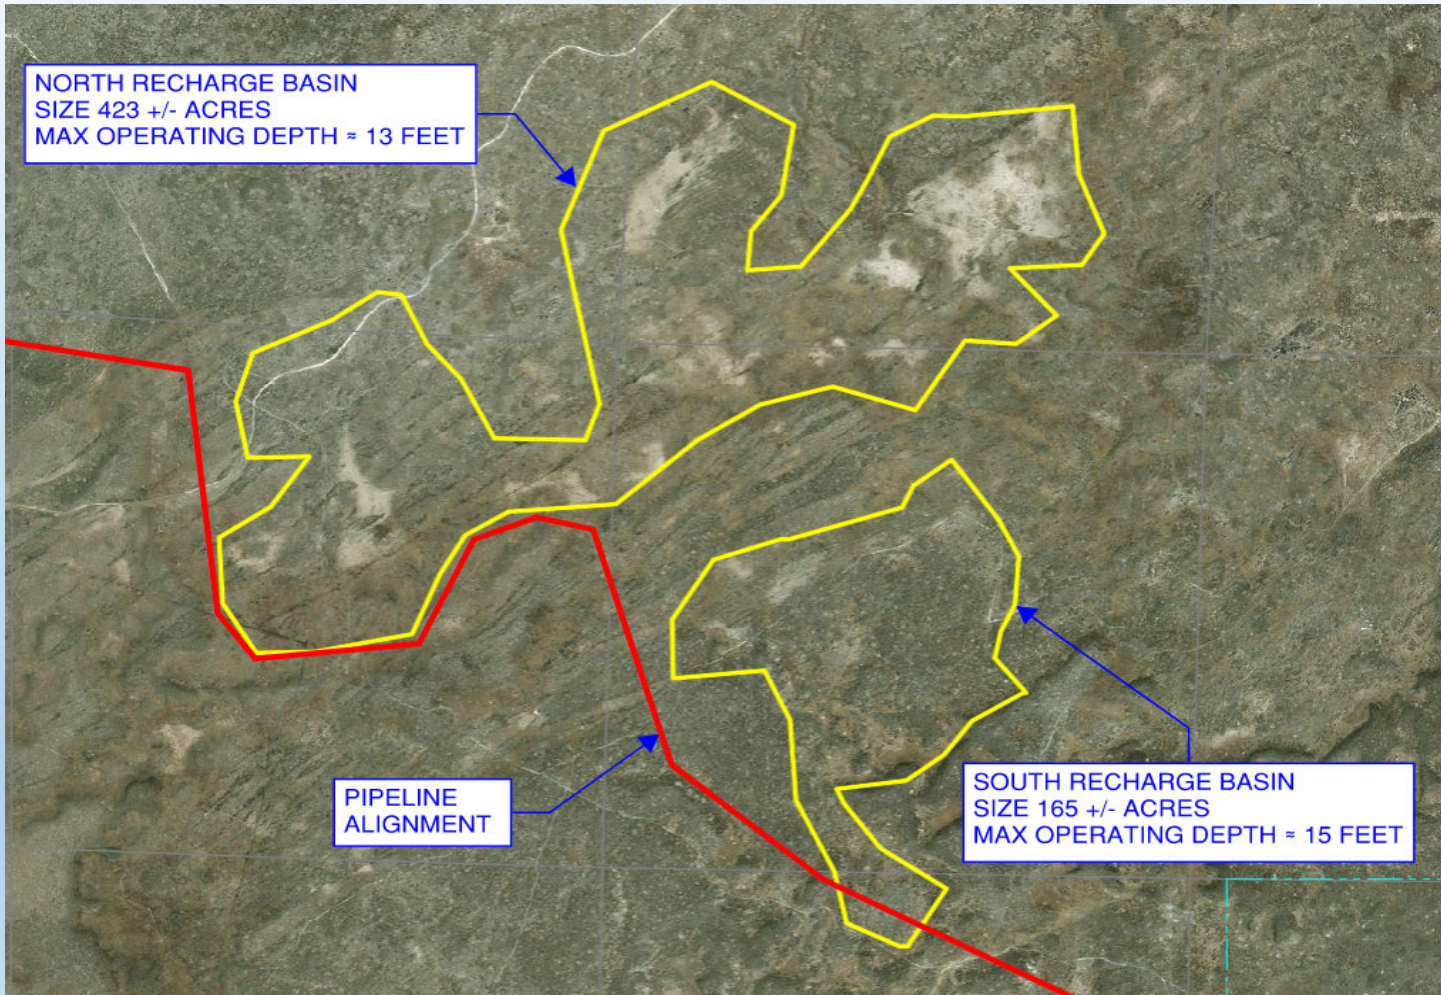 NORTH RECHARGE BASIN
SIZE 423 +/- ACRES
MAX OPERATING DEPTH ≈ 13 FEET
PIPELINE
ALIGNMENT
SOUTH RECHARGE BASIN
SIZE 165 +/- ACRES
MAX OPERATING DEPTH ≈ 15 FEET